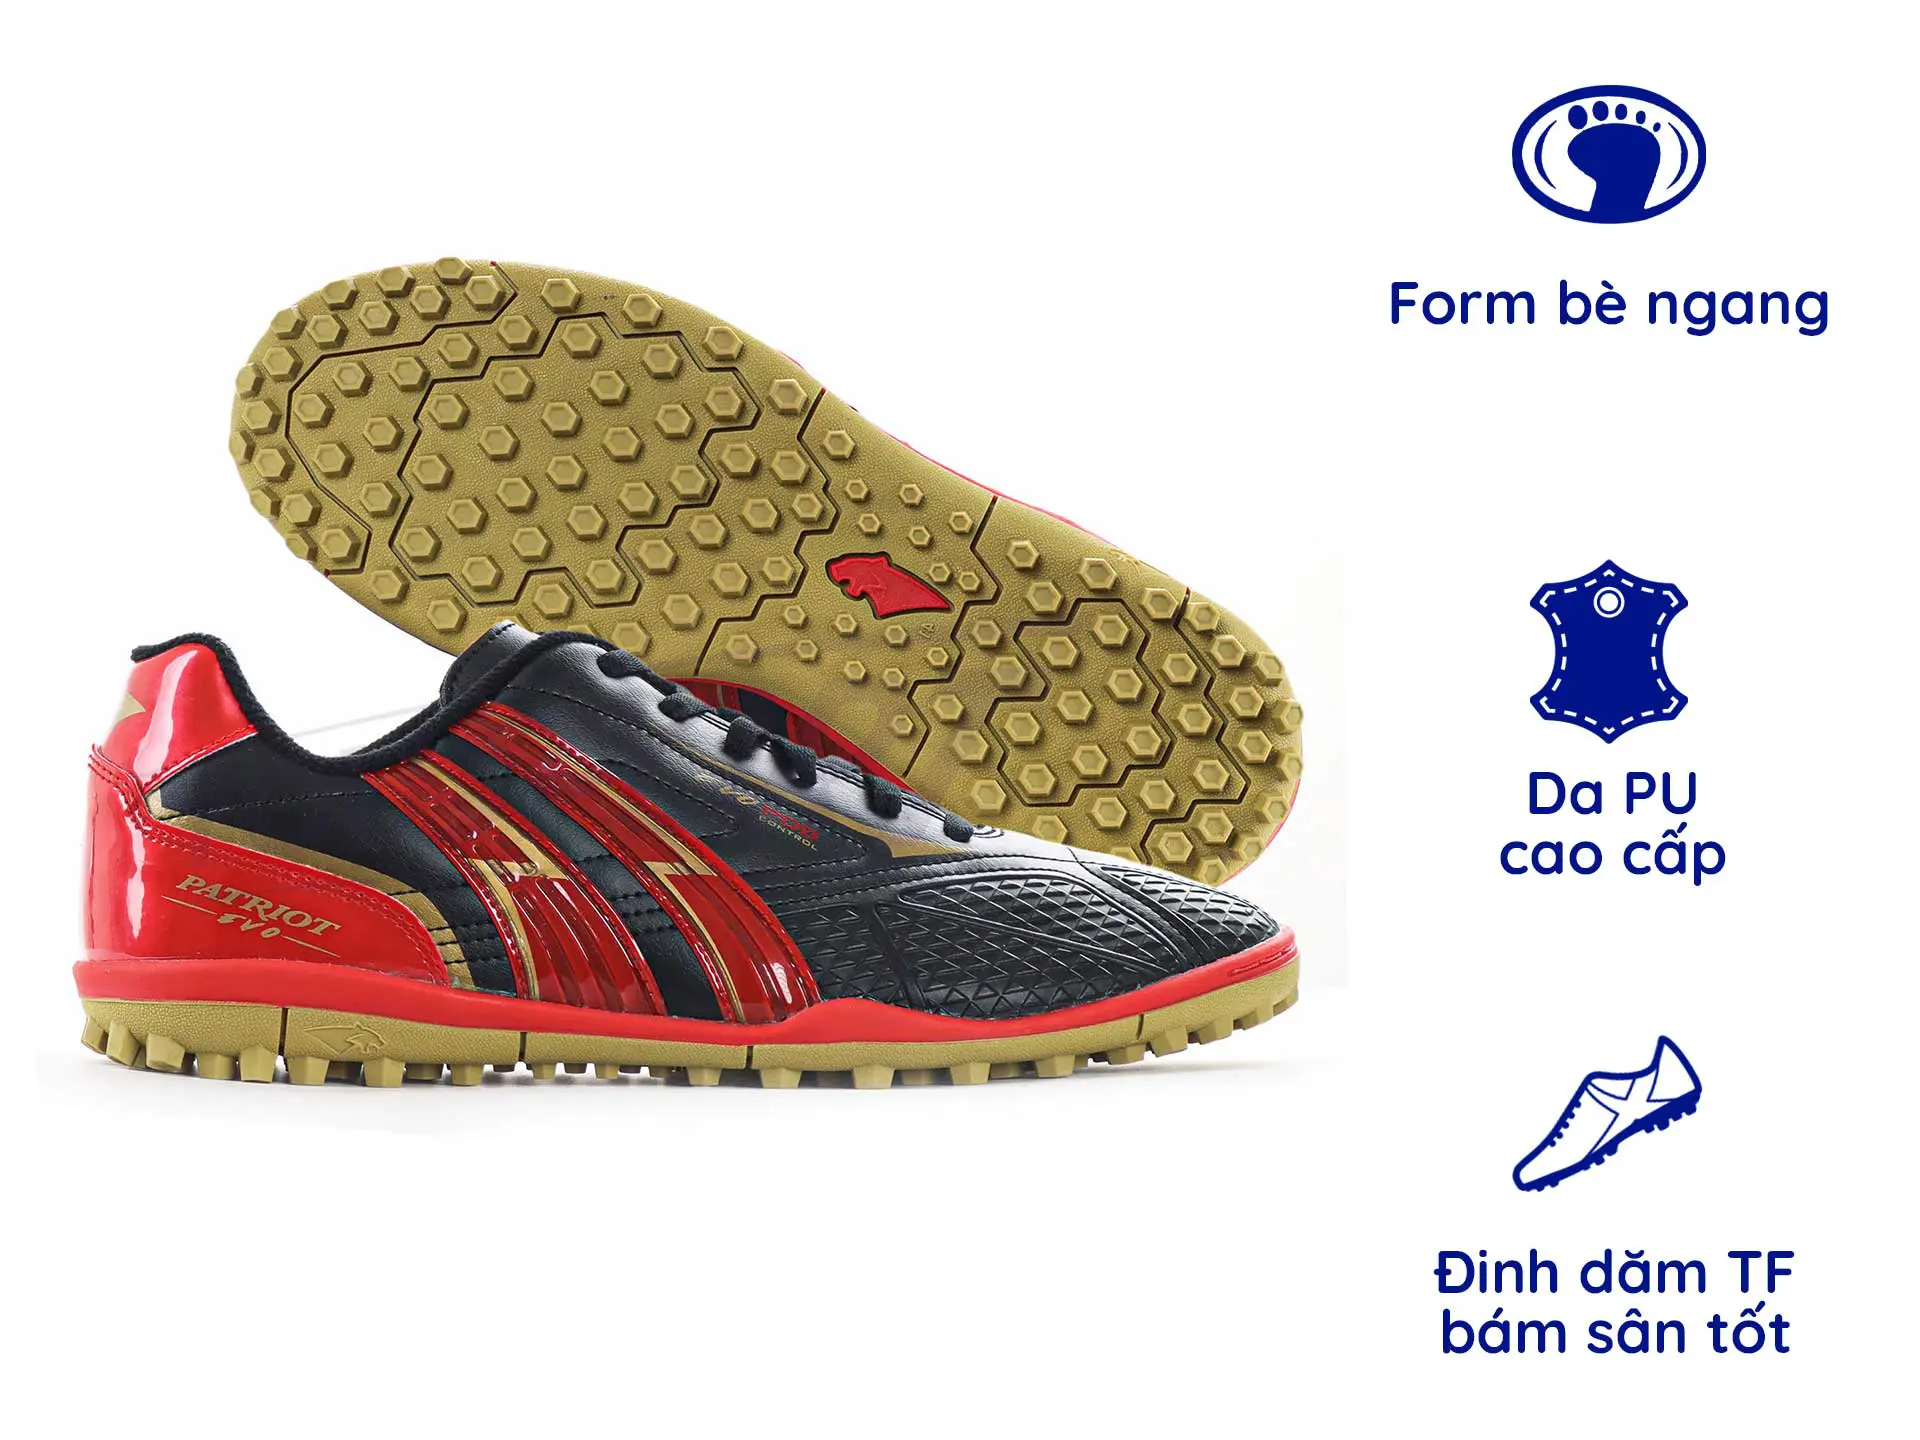 Form bè ngang
Da PU
cao cấp
Đinh dăm TF
bám sân tốt
PATRIOT
EVO
CONTROL